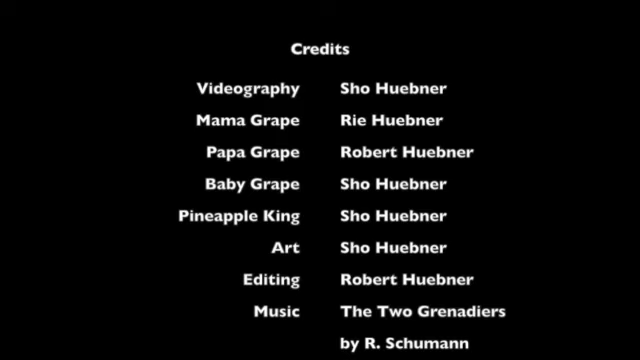 Credits
Videography Sho Huebner
Mama Grape Rie Huebner
Papa Grape Robert Huebner
Baby Grape Sho Huebner
Pineapple King Sho Huebner
Art Sho Huebner
Editing Robert Huebner
Music The Two Grenadiers
by R. Schumann